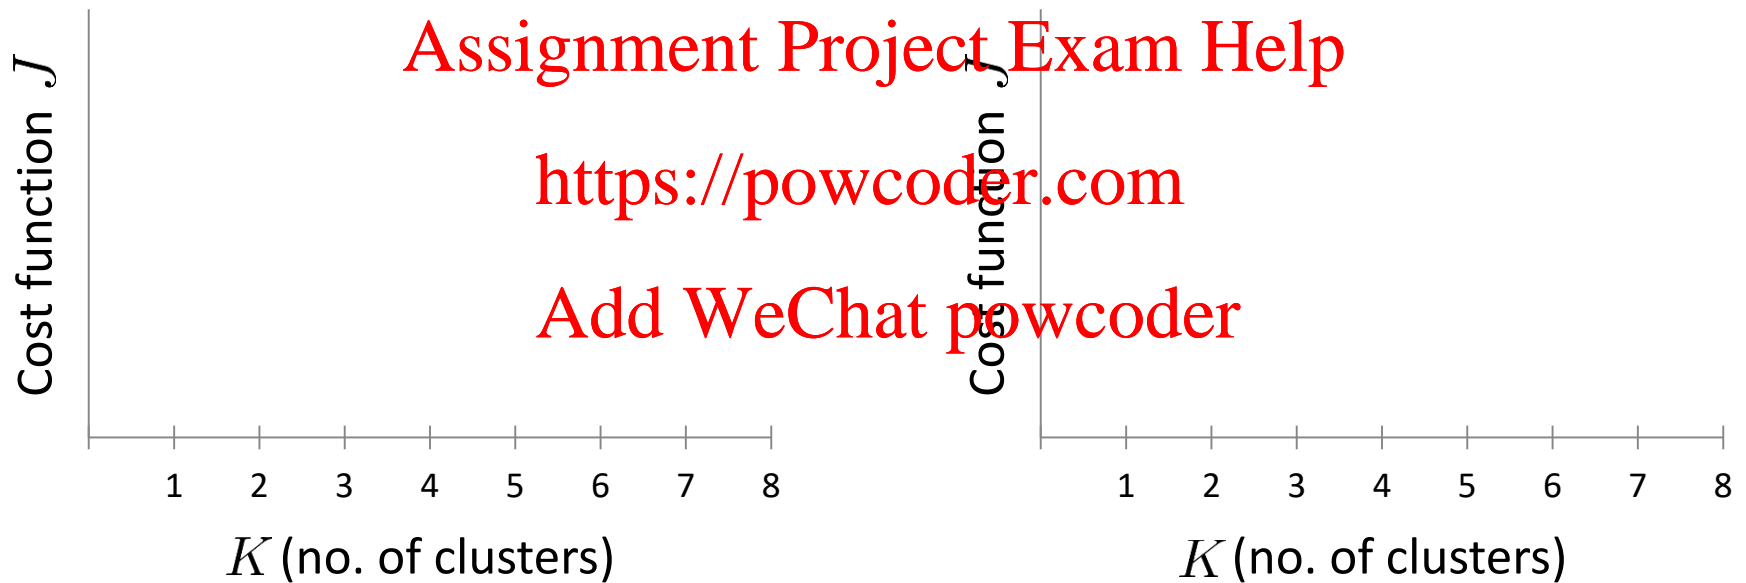 Assignment Project Exam Help
https://powcoder.com
Add WeChat powcoder
Cost function J
1 2 3 4 5 6 7 8
K (no. of clusters)
Cost function J
1 2 3 4 5 6 7 8
K (no. of clusters)